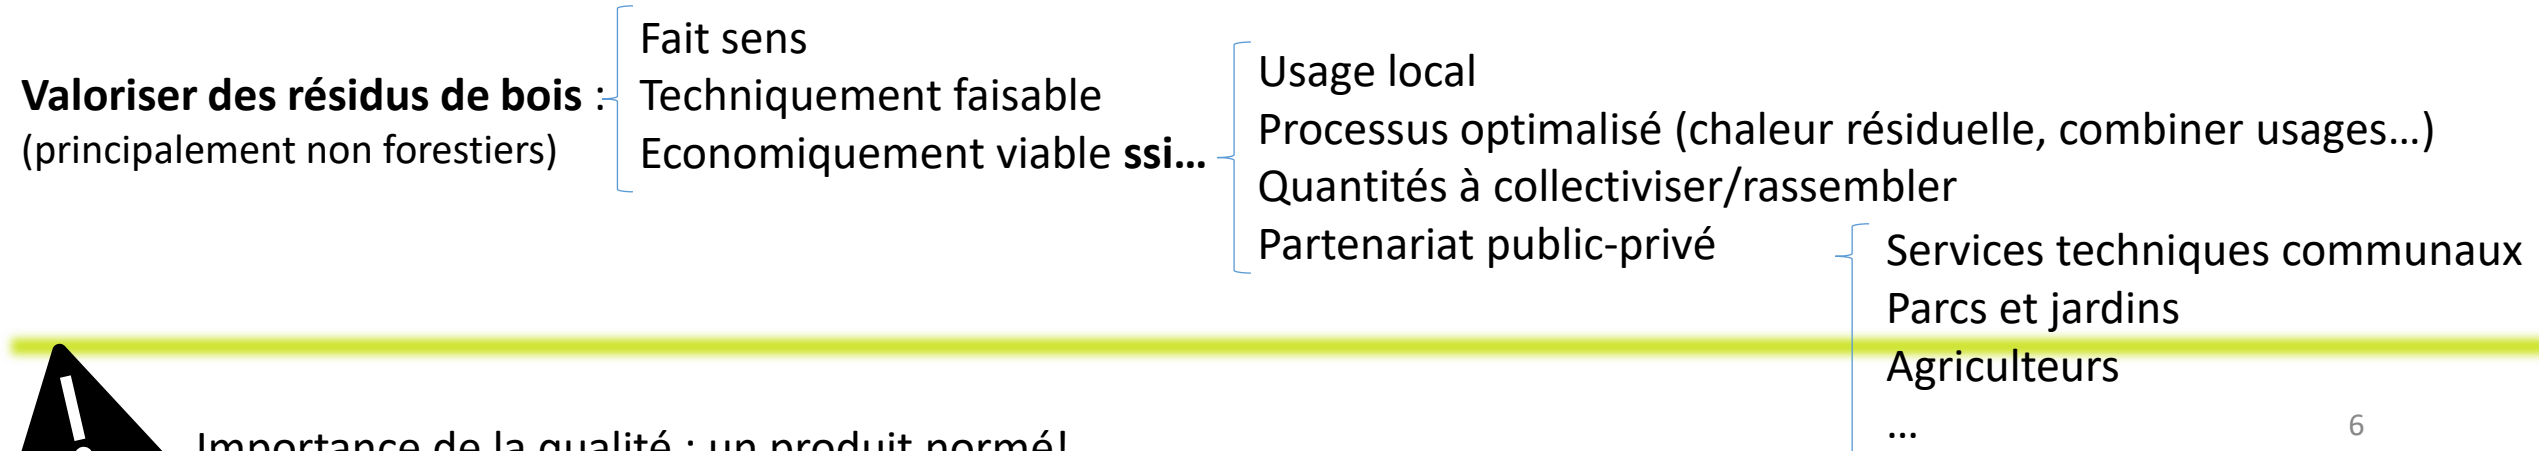 Valoriser des résidus de bois :
(principalement non forestiers)
Fait sens
Techniquement faisable
Economiquement viable ssi...
Usage local
Processus optimalisé (chaleur résiduelle, combiner usages...)
Quantités à collectiviser/rassembler
Partenariat public-privé
Services techniques communaux
Parcs et jardins
Agriculteurs
...
Importance de la qualité : un produit normé!
6